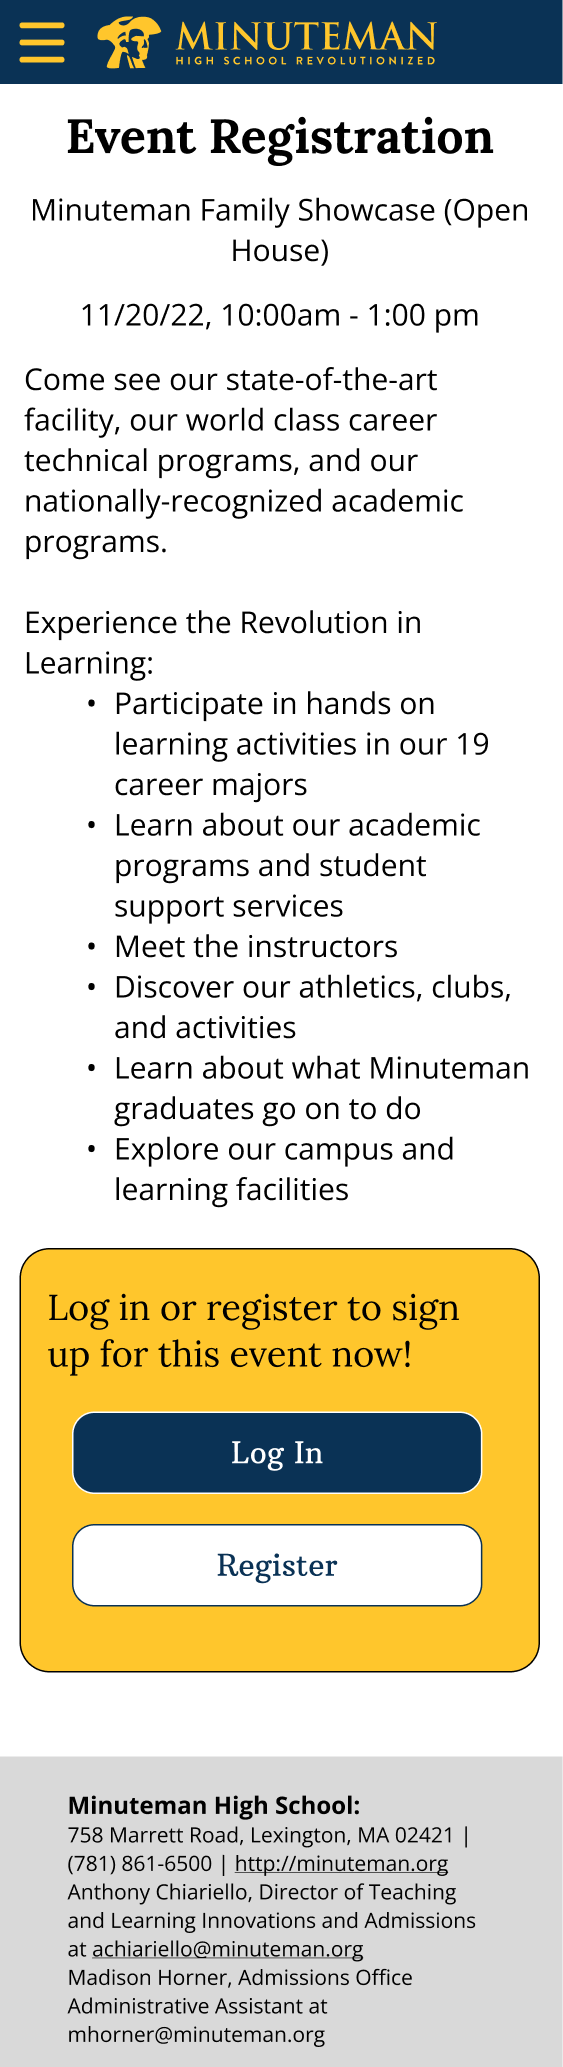 MINUTEMAN
HIGH SCHOOL REVOLUTIONIZED
Event Registration
Minuteman Family Showcase (Open
House)
11/20/22, 10:00am - 1:00 pm
Come see our state-of-the-art
facility, our world class career
technical programs, and our
nationally-recognized academic
programs.
Experience the Revolution in
Learning:
• Participate in hands on
learning activities in our 19
career majors
• Learn about our academic
programs and student
support services
• Meet the instructors
• Discover our athletics, clubs,
and activities
• Learn about what Minuteman
graduates go on to do
• Explore our campus and
learning facilities
Log in or register to sign
up for this event now!
Log In
Register
Minuteman High School:
758 Marrett Road, Lexington, MA 02421 |
(781) 861-6500 | http://minuteman.org
Anthony Chiariello, Director of Teaching
and Learning Innovations and Admissions
at achiariello@minuteman.org
Madison Horner, Admissions Office
Administrative Assistant at
mhorner@minuteman.org